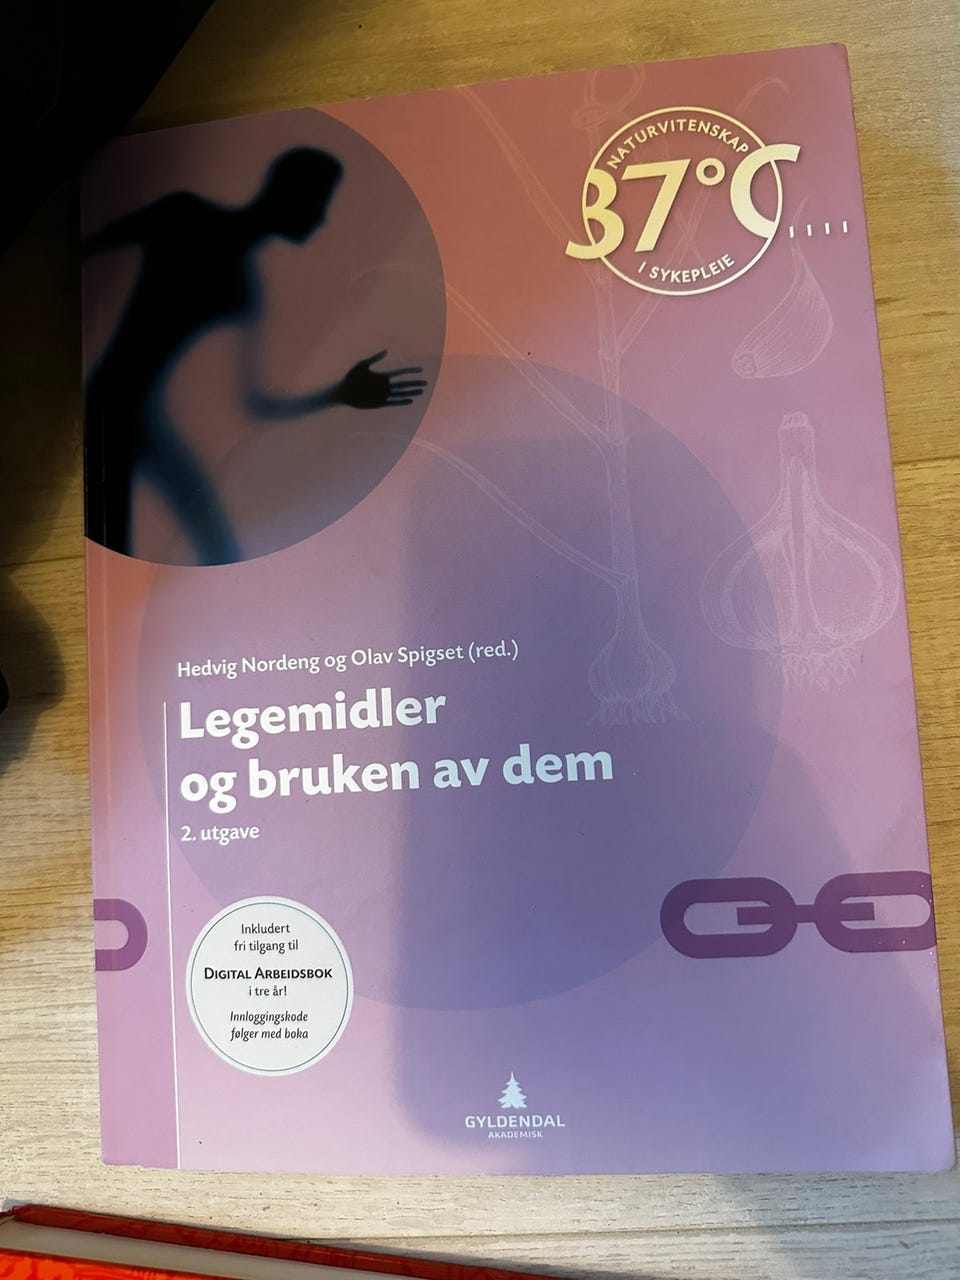 NATURVITENSKAP
37°C
I SYKEPLEIE
Hedvig Nordeng og Olav Spigset (red.)
Legemidler
og bruken av dem
2. utgave
Inkludert
fri tilgang til
DIGITAL ARBEIDSBOK
i tre år!
Innloggingskode
følger med boka
GYLDENDAL
AKADEMISK